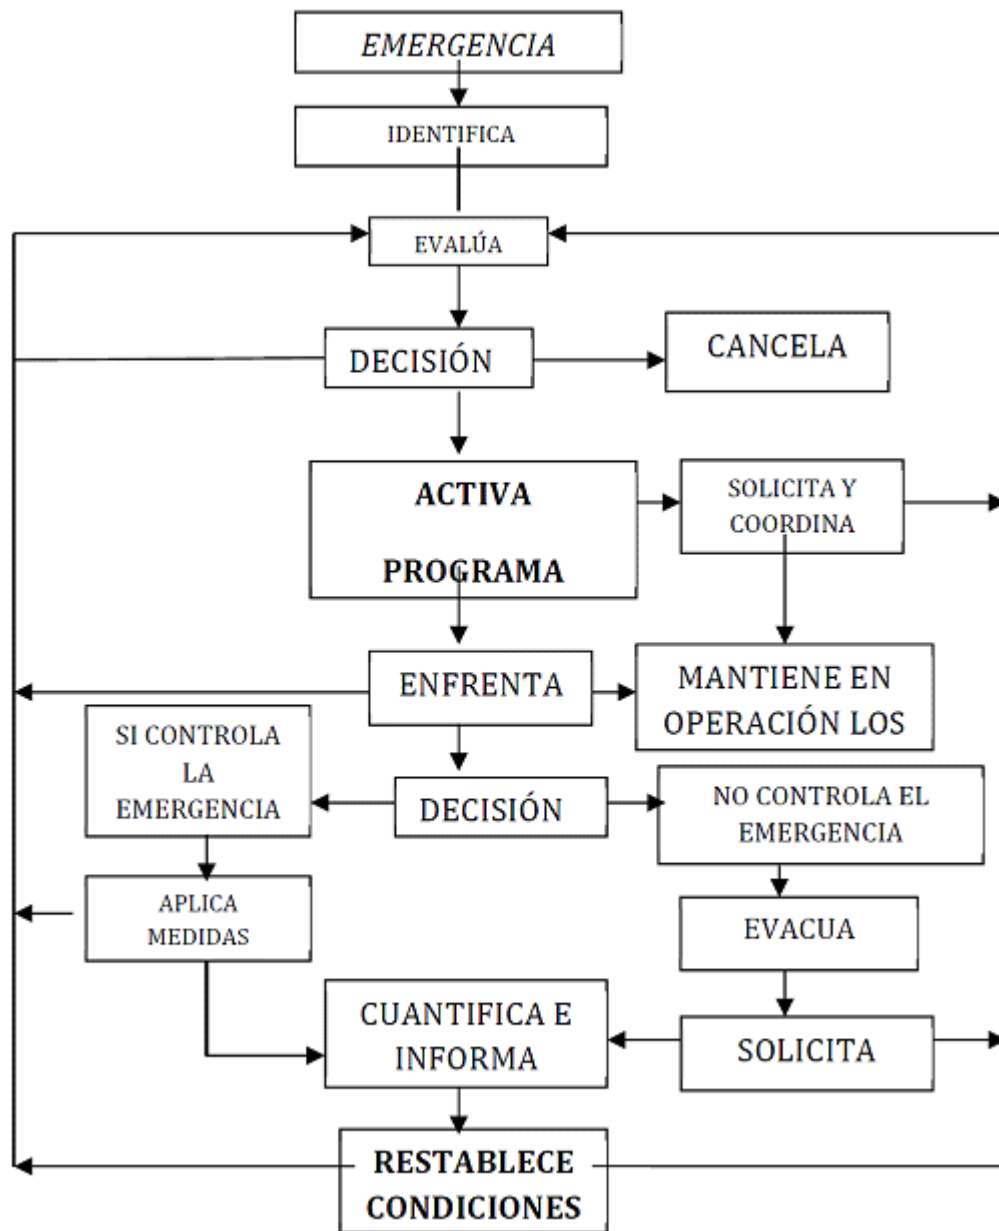 EMERGENCIA
IDENTIFICA
EVALÚA
DECISIÓN
CANCELA
ACTIVA
PROGRAMA
SOLICITA Y
COORDINA
ENFRENTA
MANTIENE EN
OPERACIÓN LOS
SI CONTROLA
LA
EMERGENCIA
DECISIÓN
NO CONTROLA EL
EMERGENCIA
APLICA
MEDIDAS
EVACUA
CUANTIFICA E
INFORMA
SOLICITA
RESTABLECE
CONDICIONES